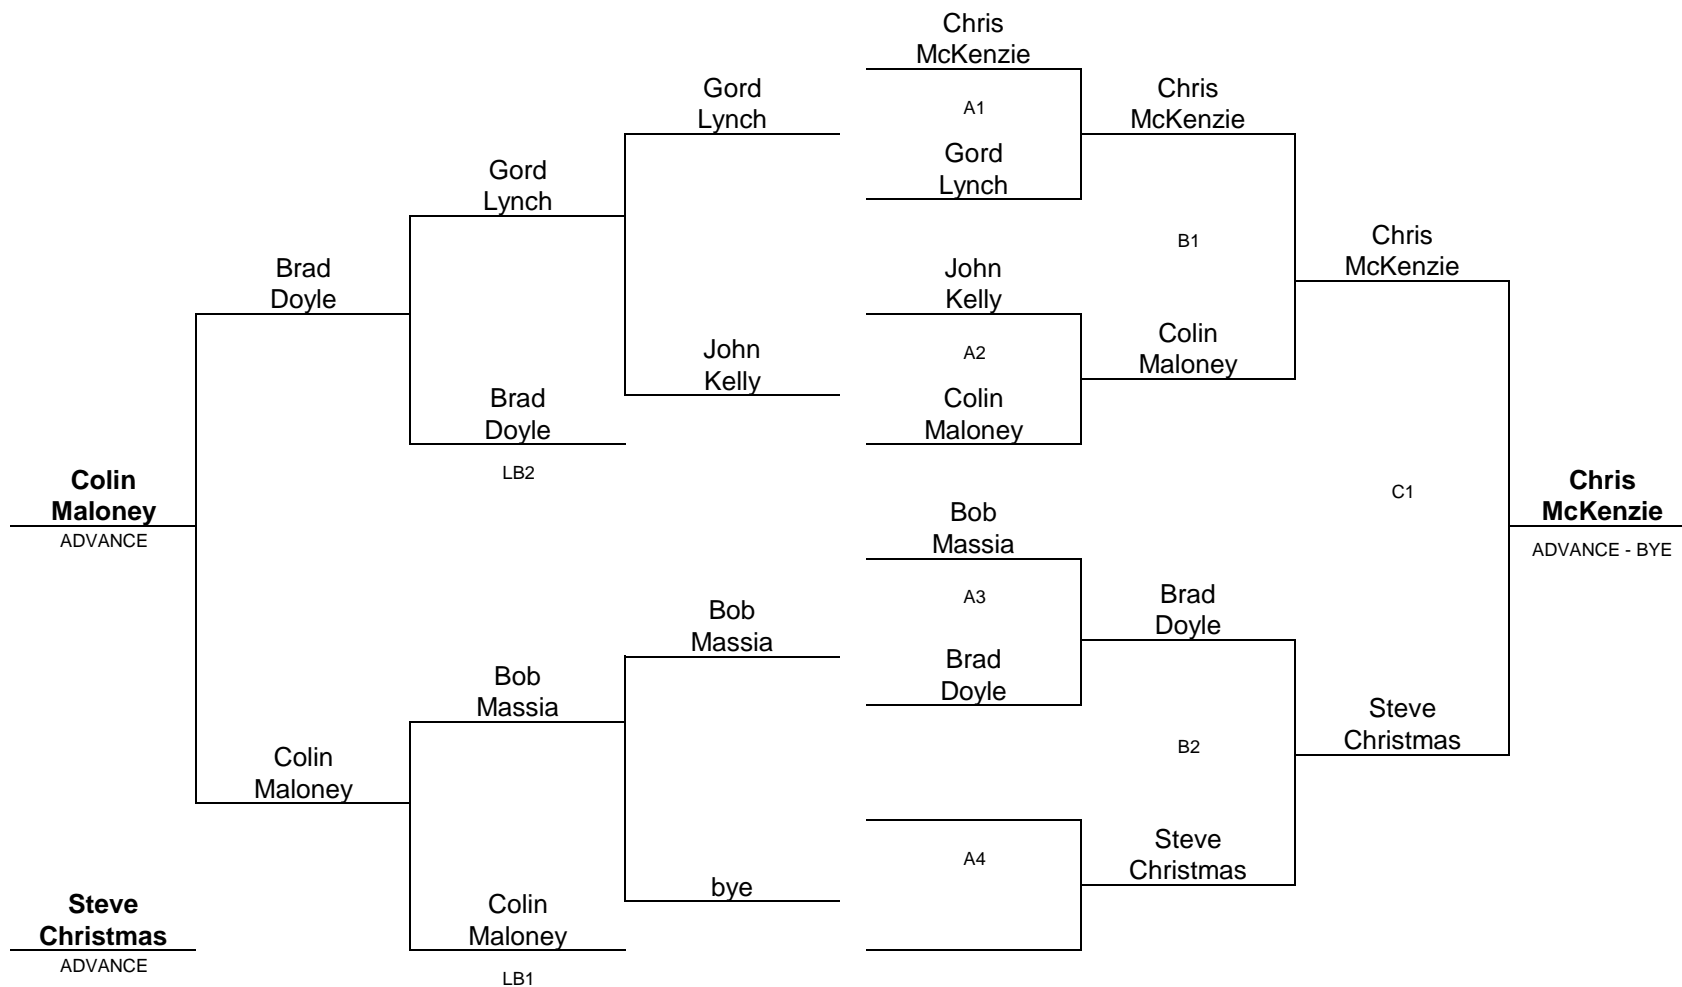 Chris
McKenzie
Gord
Lynch
A1
Chris
McKenzie
Gord
Lynch
Gord
Lynch
B1
Chris
McKenzie
Brad
Doyle
John
Kelly
John
Kelly
A2
Colin
Maloney
Brad
Doyle
Colin
Maloney
LB2
Colin
Maloney
ADVANCE
C1
Chris
McKenzie
ADVANCE - BYE
Bob
Massia
A3
Brad
Doyle
Bob
Massia
Brad
Doyle
Bob
Massia
B2
Steve
Christmas
Colin
Maloney
A4
Steve
Christmas
bye
Steve
Christmas
ADVANCE
Colin
Maloney
LB1